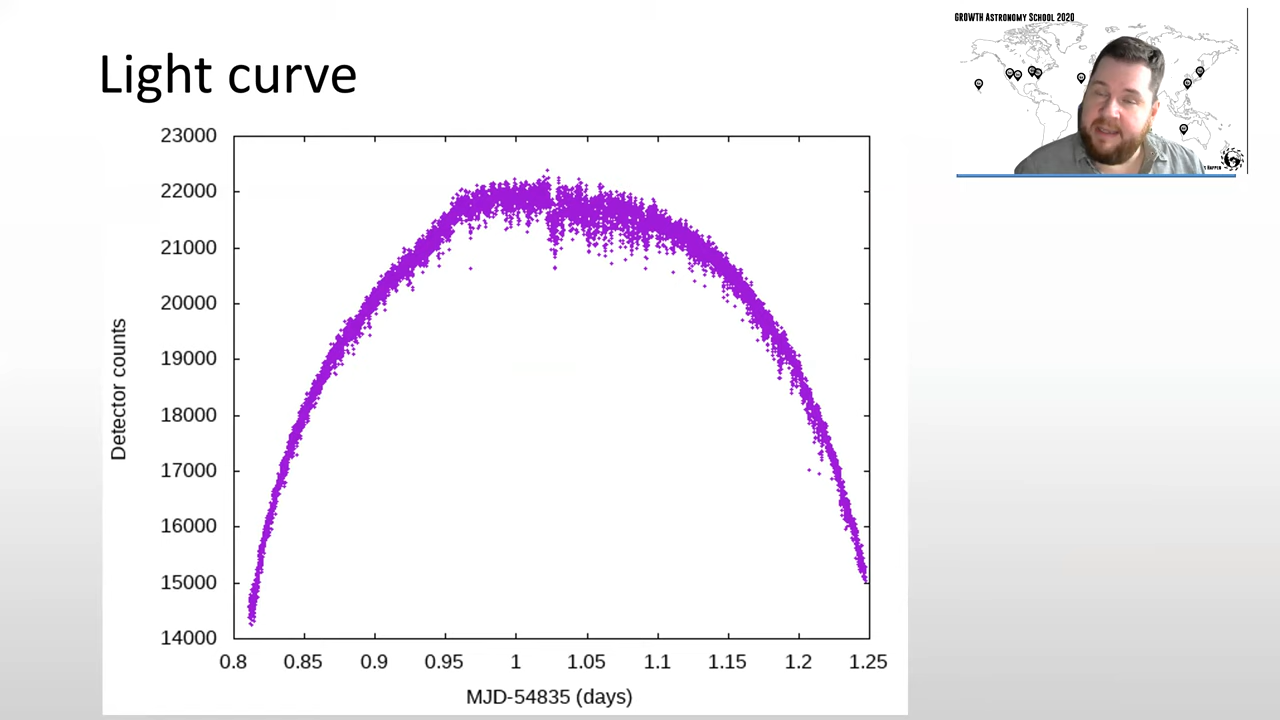 GROWTH ASTRONOMY SCHOOL 2020
Light curve
23000
22000
21000
20000
19000
18000
17000
16000
15000
14000
Detector counts
0.8 0.85 0.9 0.95 1 1.05 1.1 1.15 1.2 1.25
MJD-54835 (days)